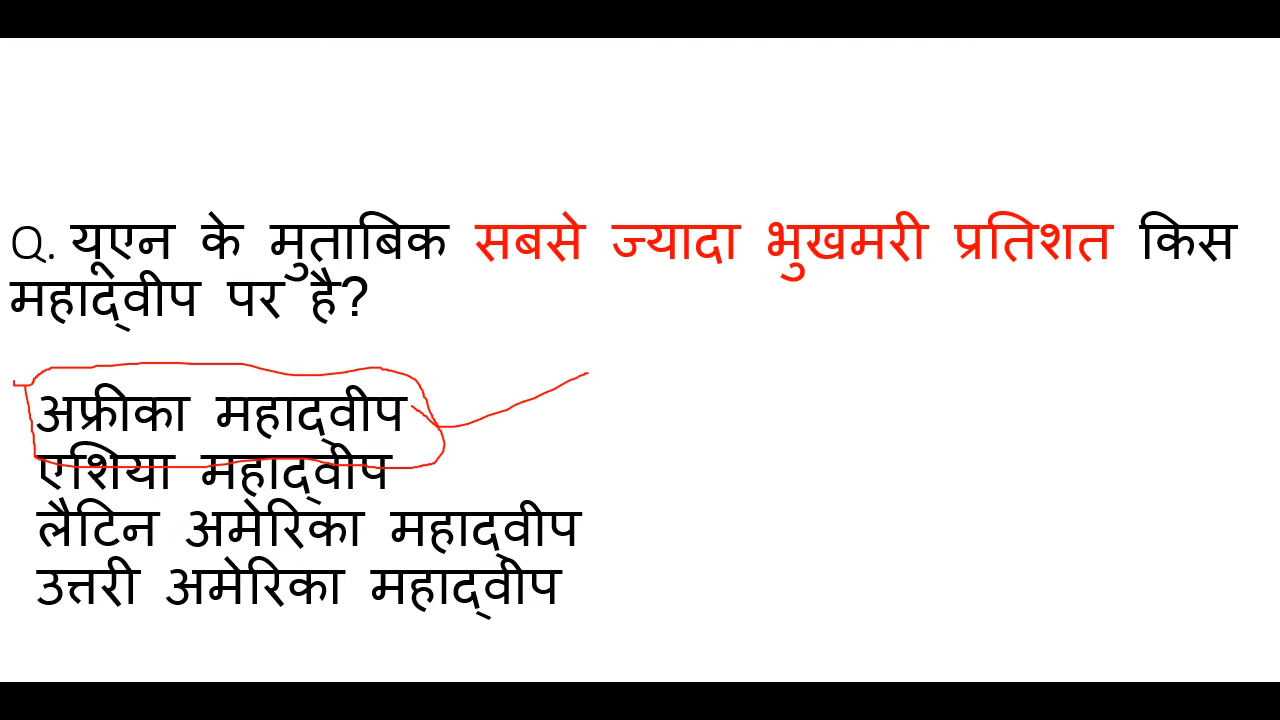 Q. यूएन के मुताबिक सबसे ज्यादा भुखमरी प्रतिशत किस
महाद्वीप पर है?
अफ्रीका महाद्वीप
एशिया महाद्वीप
लैटिन अमेरिका महाद्वीप
उत्तरी अमेरिका महाद्वीप